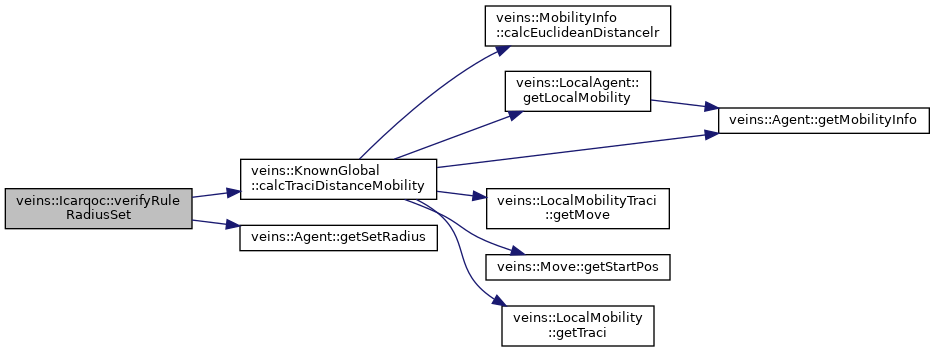 veins::MobilityInfo
::calcEuclideanDistanceIr
veins::LocalAgent::
getLocalMobility
veins::Agent::getMobilityInfo
veins::KnownGlobal
::calcTraciDistanceMobility
veins::Icarqoc::verifyRule
RadiusSet
veins::LocalMobilityTraci
::getMove
veins::Agent::getSetRadius
veins::Move::getStartPos
veins::LocalMobility
::getTraci